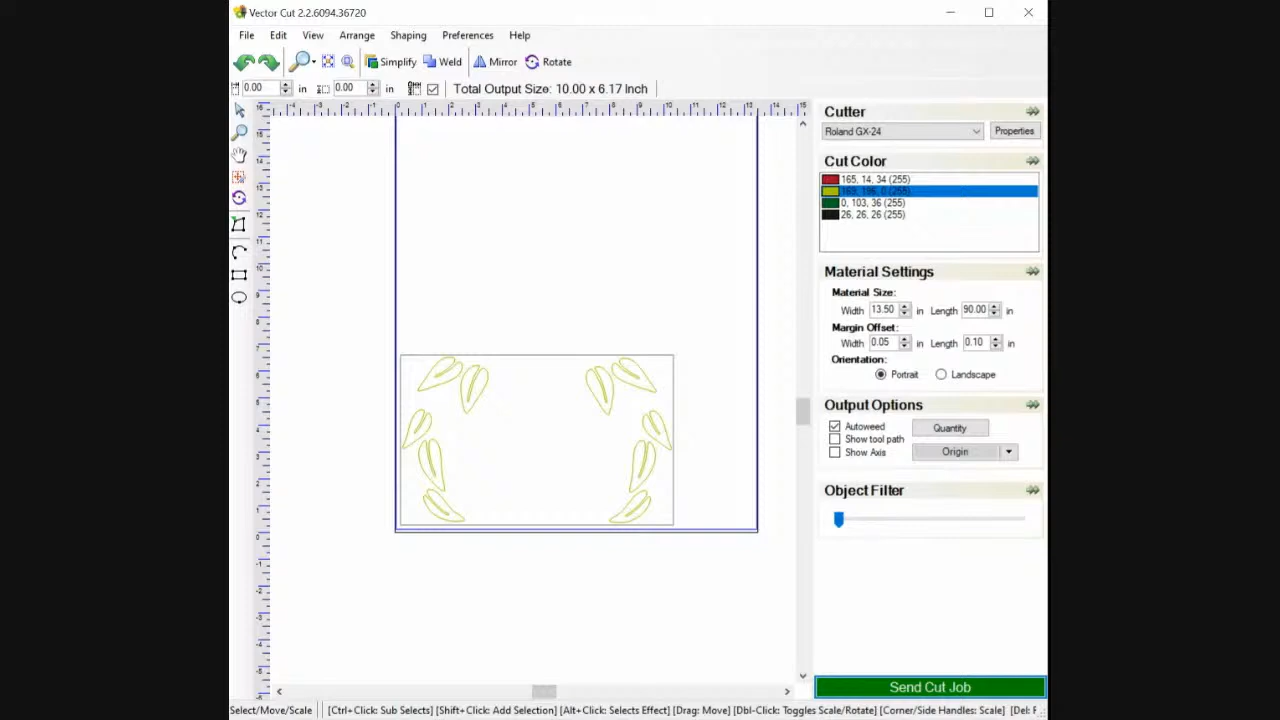 Vector Cut 2.2.6094.36720
File Edit View Arrange Shaping Preferences Help
Simplify Weld Mirror Rotate
0.00 in 0.00 in Total Output Size: 10.00 x 6.17 Inch
Cutter
Roland GX-24 Properties
Cut Color
165, 14, 34 (255)
0, 103, 36 (255)
26, 26, 26 (255)
Material Settings
Material Size:
Width 13.50 in Length 90.00 in
Margin Offset:
Width 0.05 in Length 0.10 in
Orientation:
Portrait Landscape
Output Options
Autoweed Quantity
Show tool path
Show Axis Origin
Object Filter
Send Cut Job
Select/Move/Scale [Ctrl+Click: Sub Selects] [Shift+Click: Add Selection] [Alt+Click: Selects Effect] [Drag: Move] [Dbl-Click: Toggles Scale/Rotate] [Corner/Side Handles: Scale] [Del: F